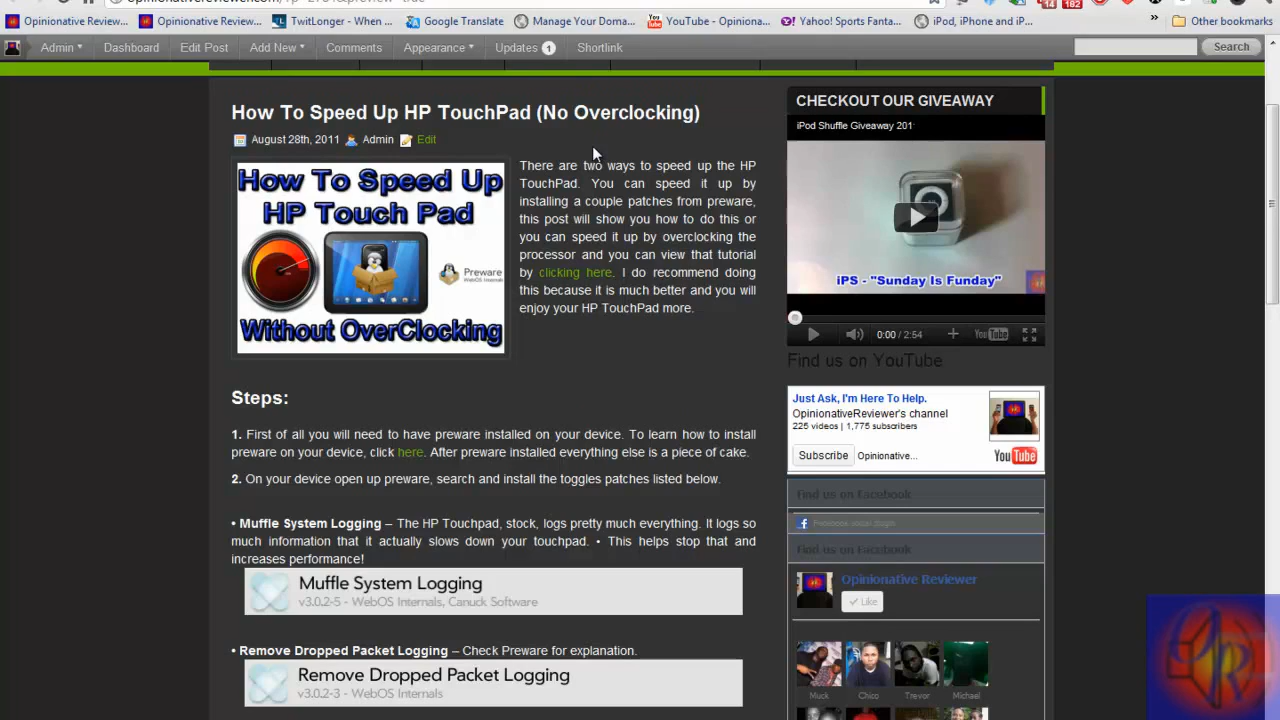 TwitLonger - When ...
Opinionative Review...
Opinionative Review...
Google Translate
Manage Your Doma...
YouTube - Opiniona...
Yahoo! Sports Fanta...
iPod, iPhone and iP...
»
Other bookmarks
14
182
Admin
Dashboard
Edit Post
Add New
Comments
Appearance
Updates 1
Shortlink
Search
How To Speed Up HP TouchPad (No Overclocking)
August 28th, 2011 Admin Edit
How To Speed Up
HP Touch Pad
Preware
WebOS Internals
Without OverClocking
There are two ways to speed up the HP
TouchPad. You can speed it up by
installing a couple patches from preware,
this post will show you how to do this or
you can speed it up by overclocking the
processor and you can view that tutorial
by clicking here. I do recommend doing
this because it is much better and you will
enjoy your HP TouchPad more.
Steps:
1. First of all you will need to have preware installed on your device. To learn how to install
preware on your device, click here. After preware installed everything else is a piece of cake.
2. On your device open up preware, search and install the toggles patches listed below.
• Muffle System Logging – The HP Touchpad, stock, logs pretty much everything. It logs so
much information that it actually slows down your touchpad. • This helps stop that and
increases performance!
Muffle System Logging
v3.0.2-5 - WebOS Internals, Canuck Software
• Remove Dropped Packet Logging – Check Preware for explanation.
Remove Dropped Packet Logging
v3.0.2-3 - WebOS Internals
CHECKOUT OUR GIVEAWAY
iPod Shuffle Giveaway 201
iPS - "Sunday Is Funday"
0:00 / 2:54
YouTube
Find us on YouTube
Just Ask, I'm Here To Help.
OpinionativeReviewer's channel
225 videos | 1,775 subscribers
Subscribe
Opinionative...
YouTube
Find us on Facebook
Facebook social plugin
Find us on Facebook
Opinionative Reviewer
Like
Muck
Chico
Trevor
Michael